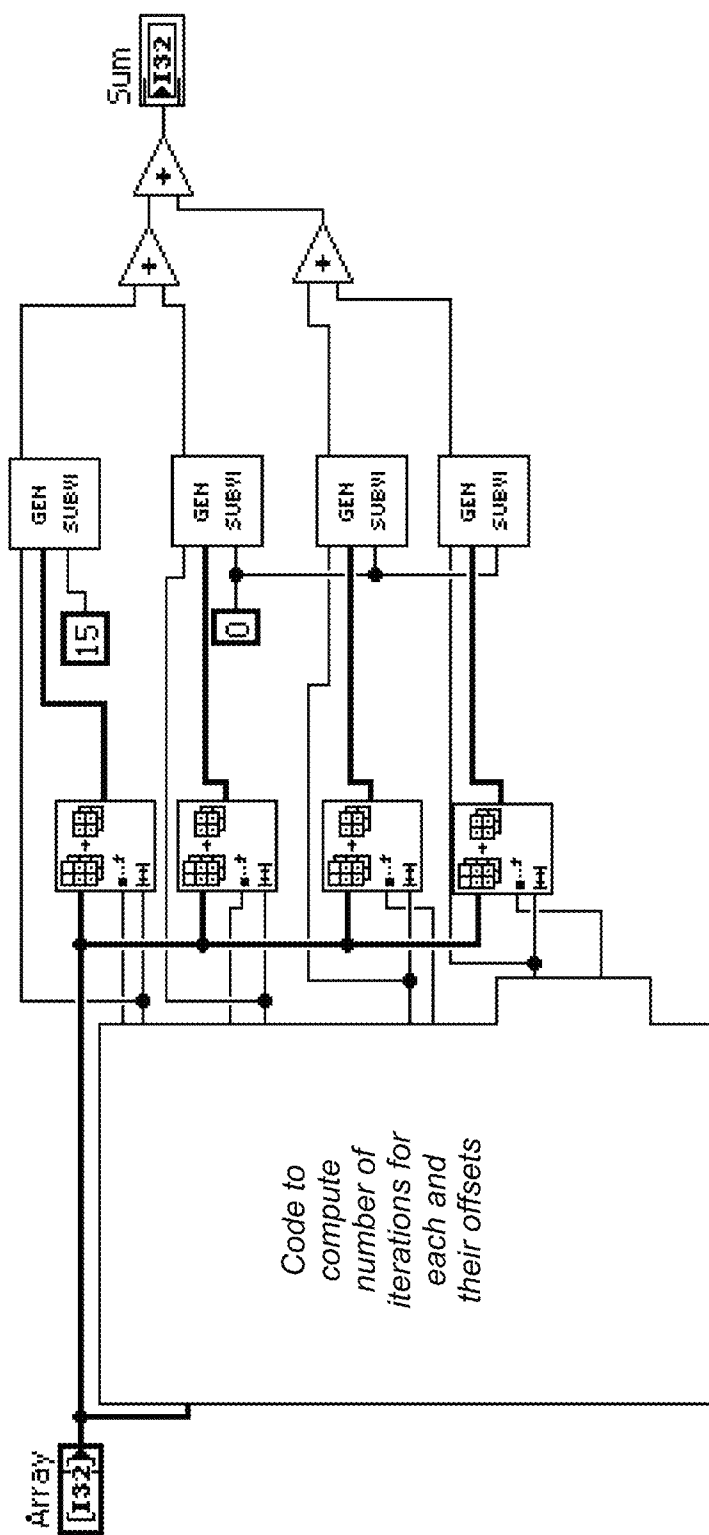 Array
[I32]
Code to
compute
number of
iterations for
each and
their offsets
15
0
GEN
SUBVI
GEN
SUBVI
GEN
SUBVI
GEN
SUBVI
+
+
+
Sum
I32